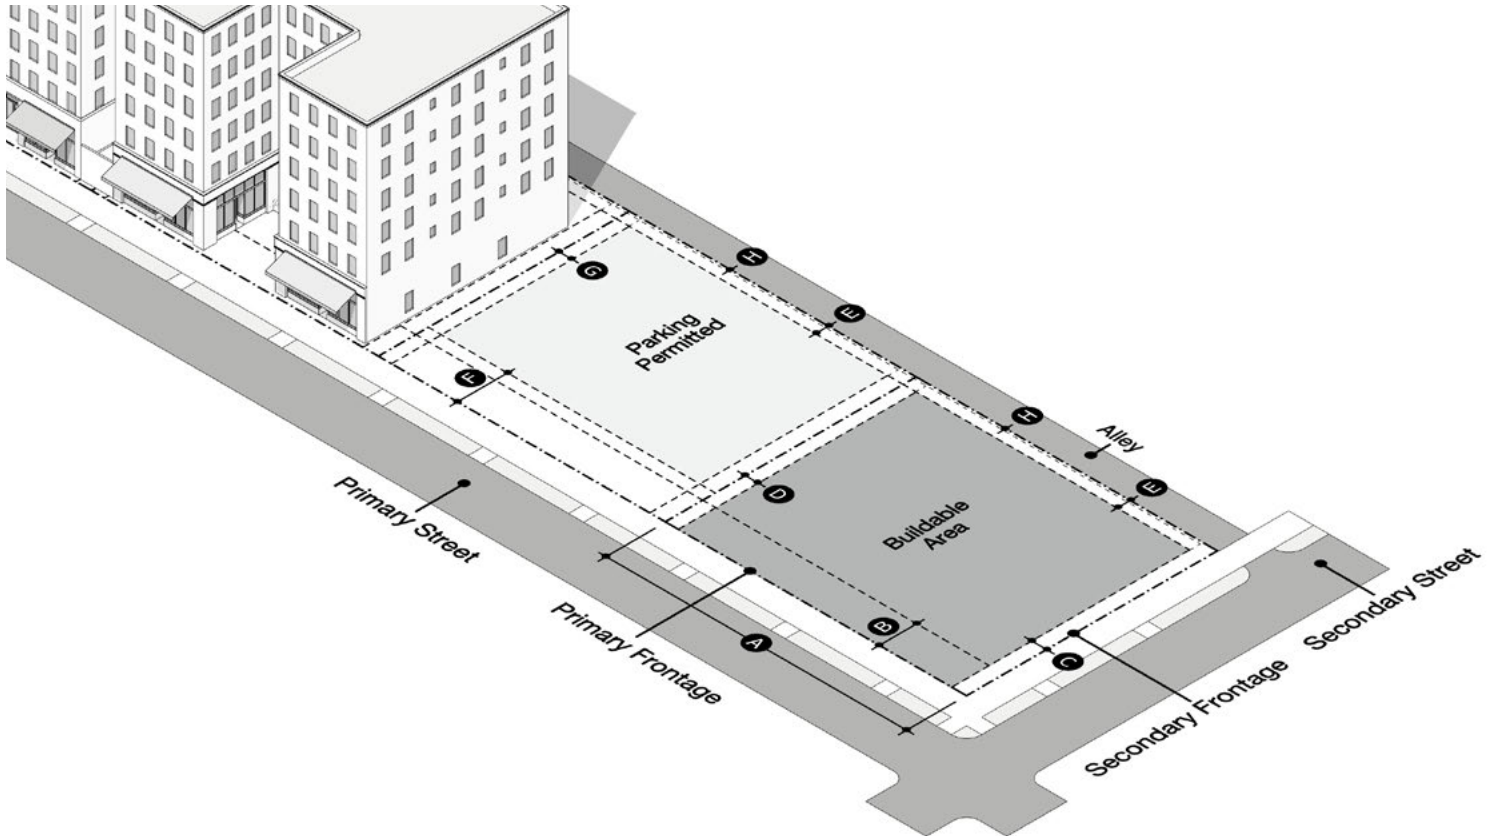 H
G
E
Parking
Permitted
F
H
Alley
E
D
Buildable
Area
Primary Street
Secondary Street
Primary Frontage
B
A
C
Secondary Frontage